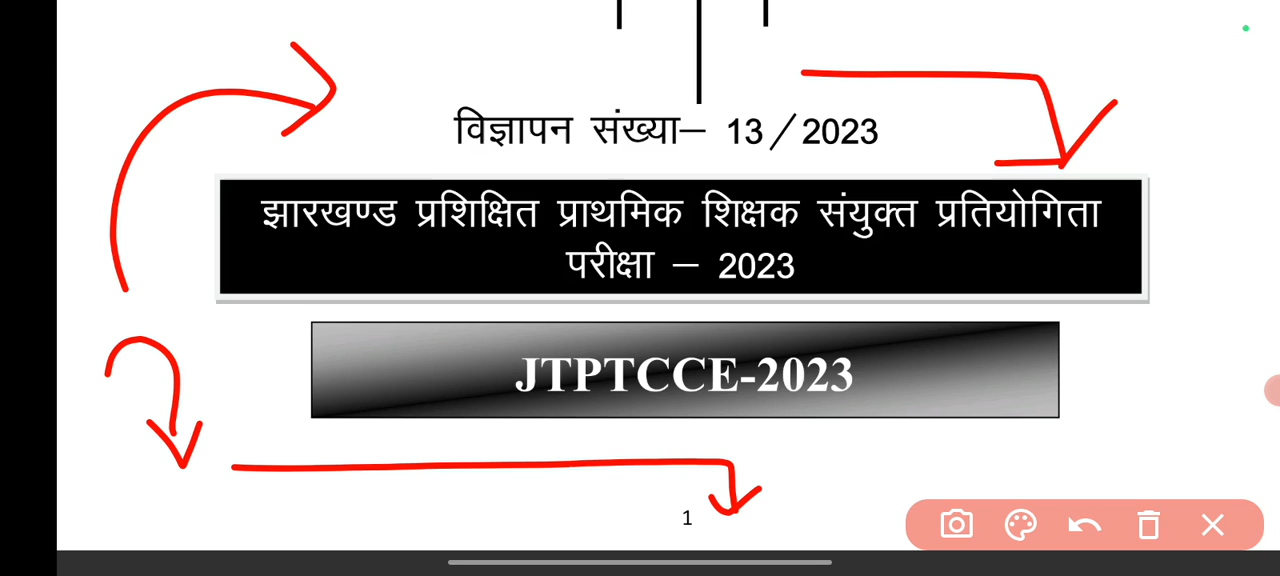 विज्ञापन संख्या– 13/2023
झारखण्ड प्रशिक्षित प्राथमिक शिक्षक संयुक्त प्रतियोगिता
परीक्षा – 2023
JTPTCCE-2023
1